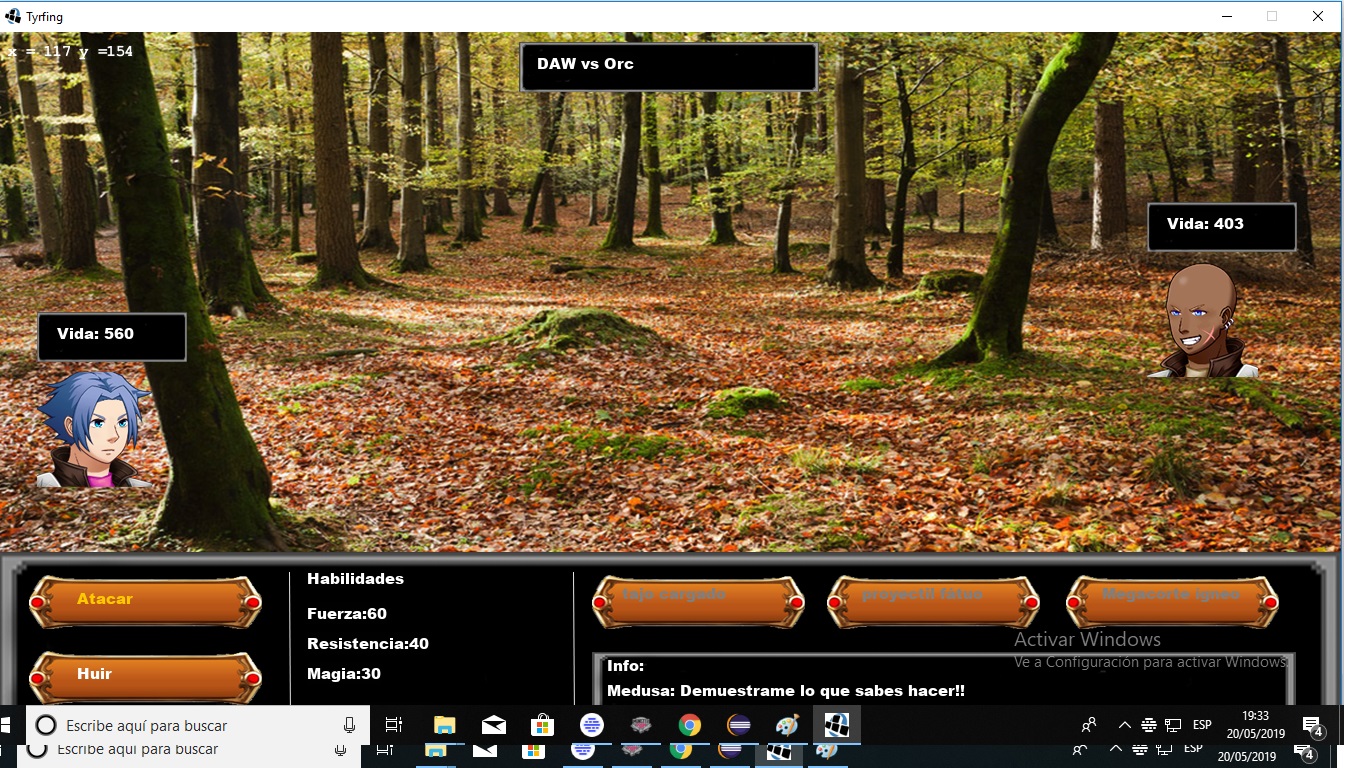 Tyrfing
x = 117 y =154
DAW vs Orc
Vida: 403
Vida: 560
Atacar
Huir
Habilidades
Fuerza:60
Resistencia:40
Magia:30
tajo cargado
proyectil fatuo
Megacorte igneo
Activar Windows
Ve a Configuración para activar Windows.
Info:
Medusa: Demuestrame lo que sabes hacer!!
Escribe aquí para buscar
ESP
19:33
20/05/2019
4
Escribe aquí para buscar
ESP
20/05/2019
4